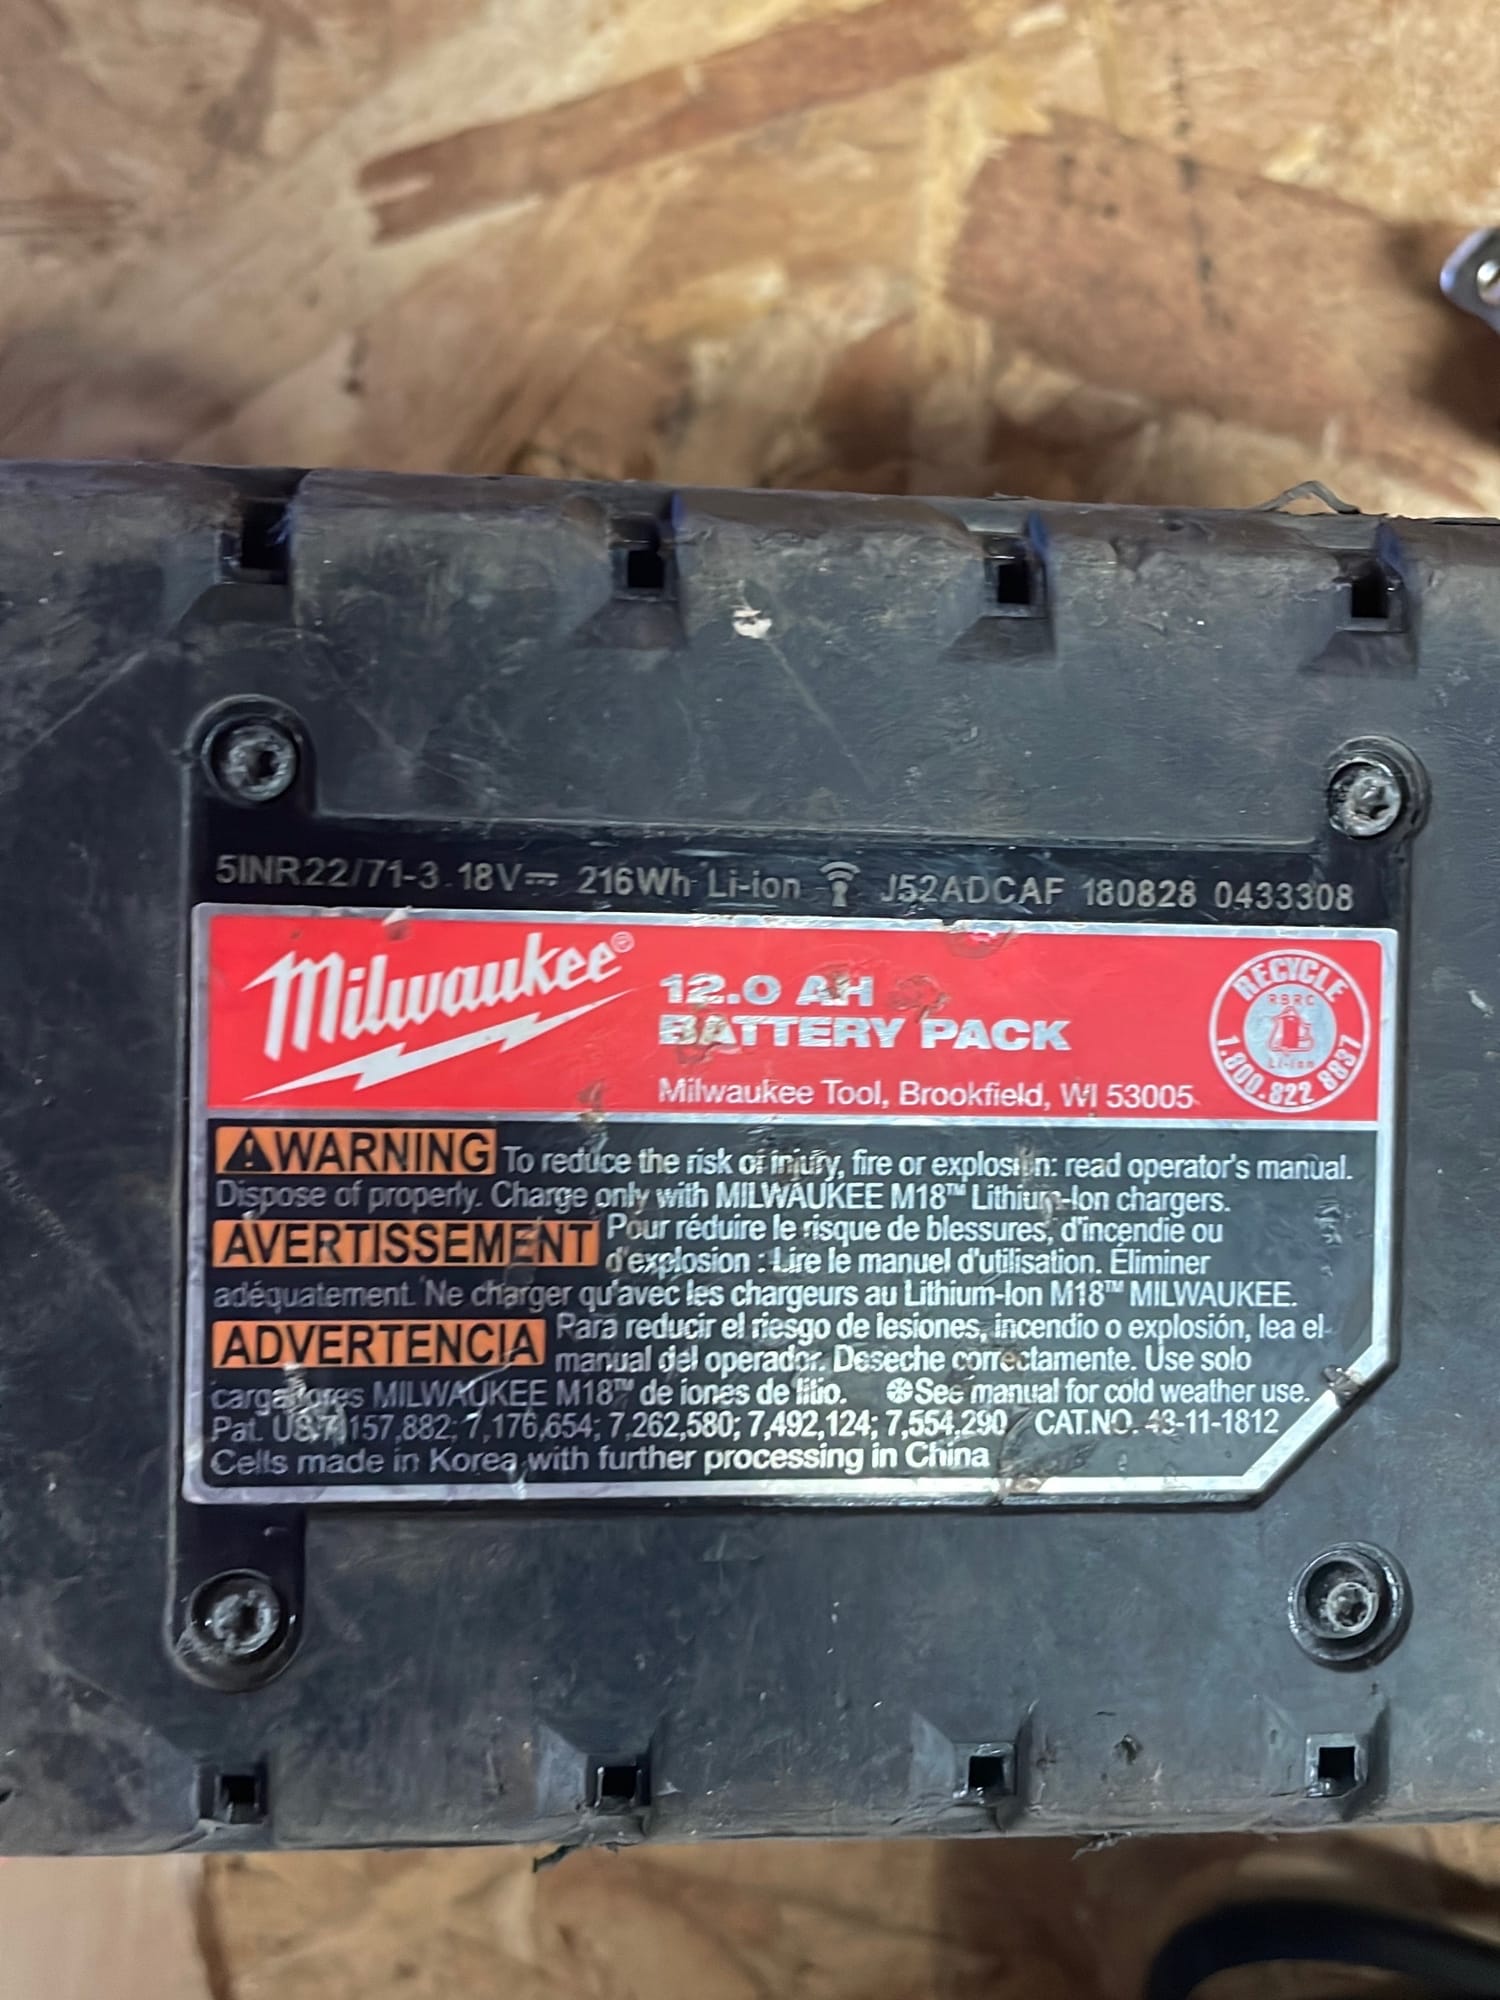 5INR22/71-3 18V⎓ 216Wh Li-ion J52ADCAF 180828 0433308
Milwaukee®
12.0 AH
BATTERY PACK
Milwaukee Tool, Brookfield, WI 53005
RECYCLE
RBRC
Li-ion
1.800.822.8837
⚠WARNING To reduce the risk of injury, fire or explosion: read operator's manual.
Dispose of properly. Charge only with MILWAUKEE M18™ Lithium-Ion chargers.
AVERTISSEMENT Pour réduire le risque de blessures, d'incendie ou
d'explosion : Lire le manuel d'utilisation. Éliminer
adéquatement. Ne charger qu'avec les chargeurs au Lithium-Ion M18™ MILWAUKEE.
ADVERTENCIA Para reducir el riesgo de lesiones, incendio o explosión, lea el
manual del operador. Deseche correctamente. Use solo
cargadores MILWAUKEE M18™ de iones de litio. ❄See manual for cold weather use.
Pat. US 7,157,882; 7,176,654; 7,262,580; 7,492,124; 7,554,290 CAT.NO. 43-11-1812
Cells made in Korea with further processing in China